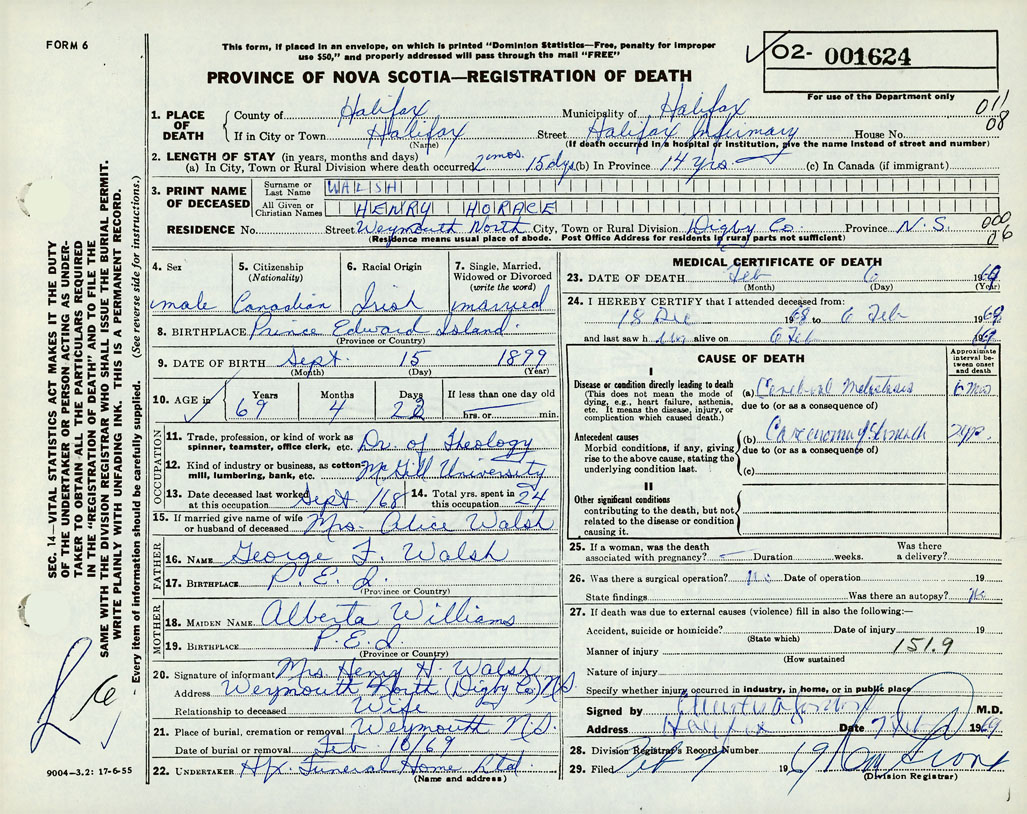 FORM 6
This form, if placed in an envelope, on which is printed "Dominion Statistics—Free, penalty for improper
use $50," and properly addressed will pass through the mail "FREE"
PROVINCE OF NOVA SCOTIA—REGISTRATION OF DEATH
02- 001624
For use of the Department only
011
08
SEC. 14—VITAL STATISTICS ACT MAKES IT THE DUTY
OF THE UNDERTAKER OR PERSON ACTING AS UNDER-
TAKER TO OBTAIN ALL THE PARTICULARS REQUIRED
IN THE "REGISTRATION OF DEATH" AND TO FILE THE
SAME WITH THE DIVISION REGISTRAR WHO SHALL ISSUE THE BURIAL PERMIT.
WRITE PLAINLY WITH UNFADING INK. THIS IS A PERMANENT RECORD.
Every item of information should be carefully supplied. (See reverse side for instructions.)
9004—3.2: 17-6-55
1. PLACE OF DEATH
County of Halifax Municipality of Halifax
If in City or Town Halifax Street Halifax Infirmary House No.
(Name) (If death occurred in a hospital or institution, give the name instead of street and number)
2. LENGTH OF STAY (in years, months and days)
(a) In City, Town or Rural Division where death occurred 2 mos. 15 dys (b) In Province 14 yrs. (c) In Canada (if immigrant)
3. PRINT NAME OF DECEASED
Surname or Last Name WALSH
All Given or Christian Names HENRY HORACE
RESIDENCE No. Street Weymouth North City, Town or Rural Division Digby Co. Province N.S.
000
06
(Residence means usual place of abode. Post Office Address for residents in rural parts not sufficient)
4. Sex
male
5. Citizenship
(Nationality)
Canadian
6. Racial Origin
Irish
7. Single, Married,
Widowed or Divorced
(write the word)
married
8. BIRTHPLACE Prince Edward Island.
(Province or Country)
9. DATE OF BIRTH Sept. 15 1899
(Month) (Day) (Year)
10. AGE in
Years Months Days If less than one day old
69 4 22 hrs. or min.
OCCUPATION
11. Trade, profession, or kind of work as
spinner, teamster, office clerk, etc. Dr. of Theology
12. Kind of industry or business, as cotton
mill, lumbering, bank, etc. McGill University
13. Date deceased last worked
at this occupation Sept. /68
14. Total yrs. spent in
this occupation 24
15. If married give name of wife
or husband of deceased Mrs. Alice Walsh
FATHER
16. NAME George F. Walsh
17. BIRTHPLACE P.E.I.
(Province or Country)
MOTHER
18. MAIDEN NAME Alberta Williams
19. BIRTHPLACE P.E.I
(Province or Country)
20. Signature of informant Mrs Henry H. Walsh
Address Weymouth North (Digby Co.) N.S
Relationship to deceased Wife
21. Place of burial, cremation or removal Weymouth N.S.
Date of burial or removal Feb 10/69
22. UNDERTAKER Hfx. Funeral Home Ltd.
(Name and address)
MEDICAL CERTIFICATE OF DEATH
23. DATE OF DEATH Feb 6 1969
(Month) (Day) (Year)
24. I HEREBY CERTIFY that I attended deceased from:
18 Dec 1968 to 6 Feb 1969
and last saw h im alive on 6 Feb 1969
CAUSE OF DEATH
Approximate
interval be-
tween onset
and death
I
Disease or condition directly leading to death
(This does not mean the mode of
dying, e.g., heart failure, asthenia,
etc. It means the disease, injury, or
complication which caused death.)
(a) Cerebral Metastasis 6 mos
due to (or as a consequence of)
Antecedent causes
Morbid conditions, if any, giving
rise to the above cause, stating the
underlying condition last.
(b) Carcinoma of Stomach 2 yrs.
due to (or as a consequence of)
(c)
II
Other significant conditions
contributing to the death, but not
related to the disease or condition
causing it.
25. If a woman, was the death
associated with pregnancy? Duration weeks. Was there
a delivery?
26. Was there a surgical operation? No Date of operation 19
State findings Was there an autopsy? No
27. If death was due to external causes (violence) fill in also the following:—
Accident, suicide or homicide? Date of injury 19
(State which)
Manner of injury 151.9
(How sustained
Nature of injury
Specify whether injury occurred in industry, in home, or in public place
Signed by M.D.
Address Halifax Date 7 Feb 1969
28. Division Registrar's Record Number
29. Filed Feb 7 1969
(Division Registrar)